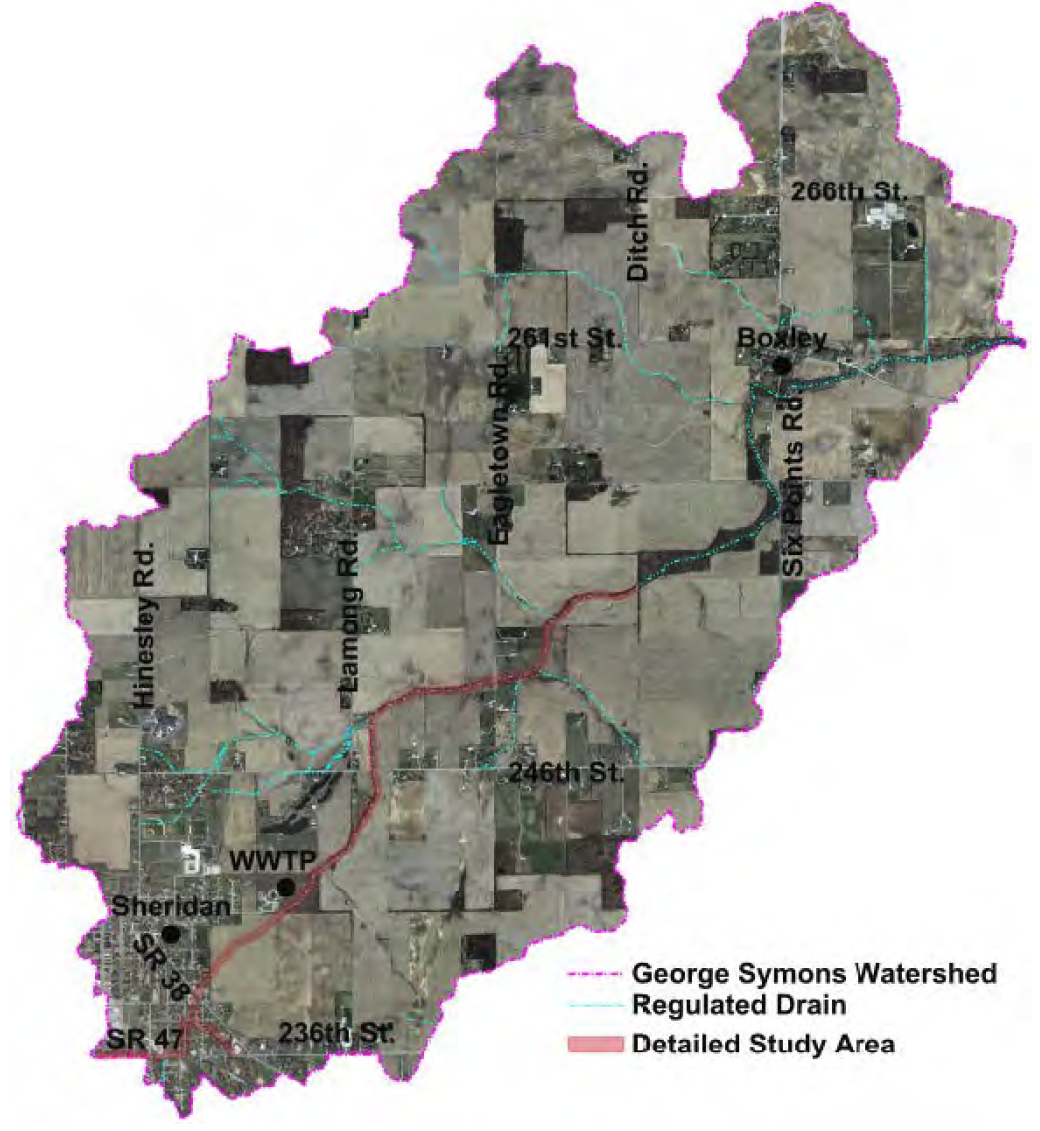 266th St.
Ditch Rd.
261st St.
Boxley
Eagletown Rd.
Six Points Rd.
Hinesley Rd.
Lamong Rd.
246th St.
WWTP
Sheridan
SR 38
SR 47
236th St.
George Symons Watershed
Regulated Drain
Detailed Study Area